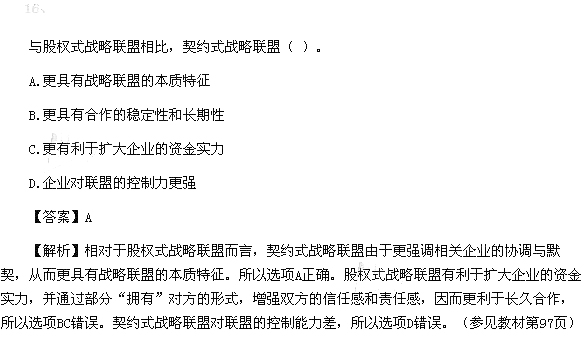 16、
与股权式战略联盟相比，契约式战略联盟（ ）。
A.更具有战略联盟的本质特征
B.更具有合作的稳定性和长期性
C.更有利于扩大企业的资金实力
D.企业对联盟的控制力更强
【答案】A
【解析】相对于股权式战略联盟而言，契约式战略联盟由于更强调相关企业的协调与默
契，从而更具有战略联盟的本质特征。所以选项A正确。股权式战略联盟有利于扩大企业的资金
实力，并通过部分“拥有”对方的形式，增强双方的信任感和责任感，因而更利于长久合作，
所以选项BC错误。契约式战略联盟对联盟的控制能力差，所以选项D错误。（参见教材第97页）